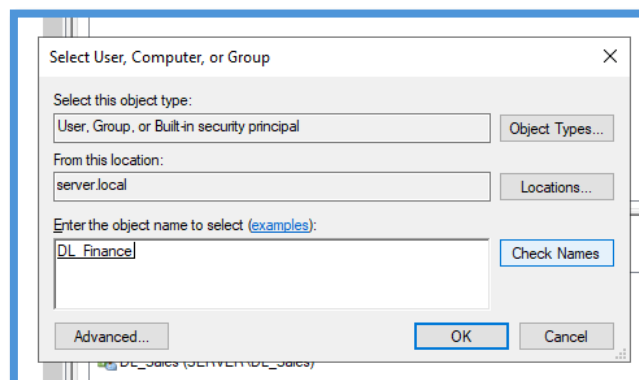 Select User, Computer, or Group
Select this object type:
User, Group, or Built-in security principal
Object Types...
From this location:
server.local
Locations...
Enter the object name to select (examples):
DL_Finance
Check Names
Advanced...
OK
Cancel
DL_Sales (SERVER\DL_Sales)